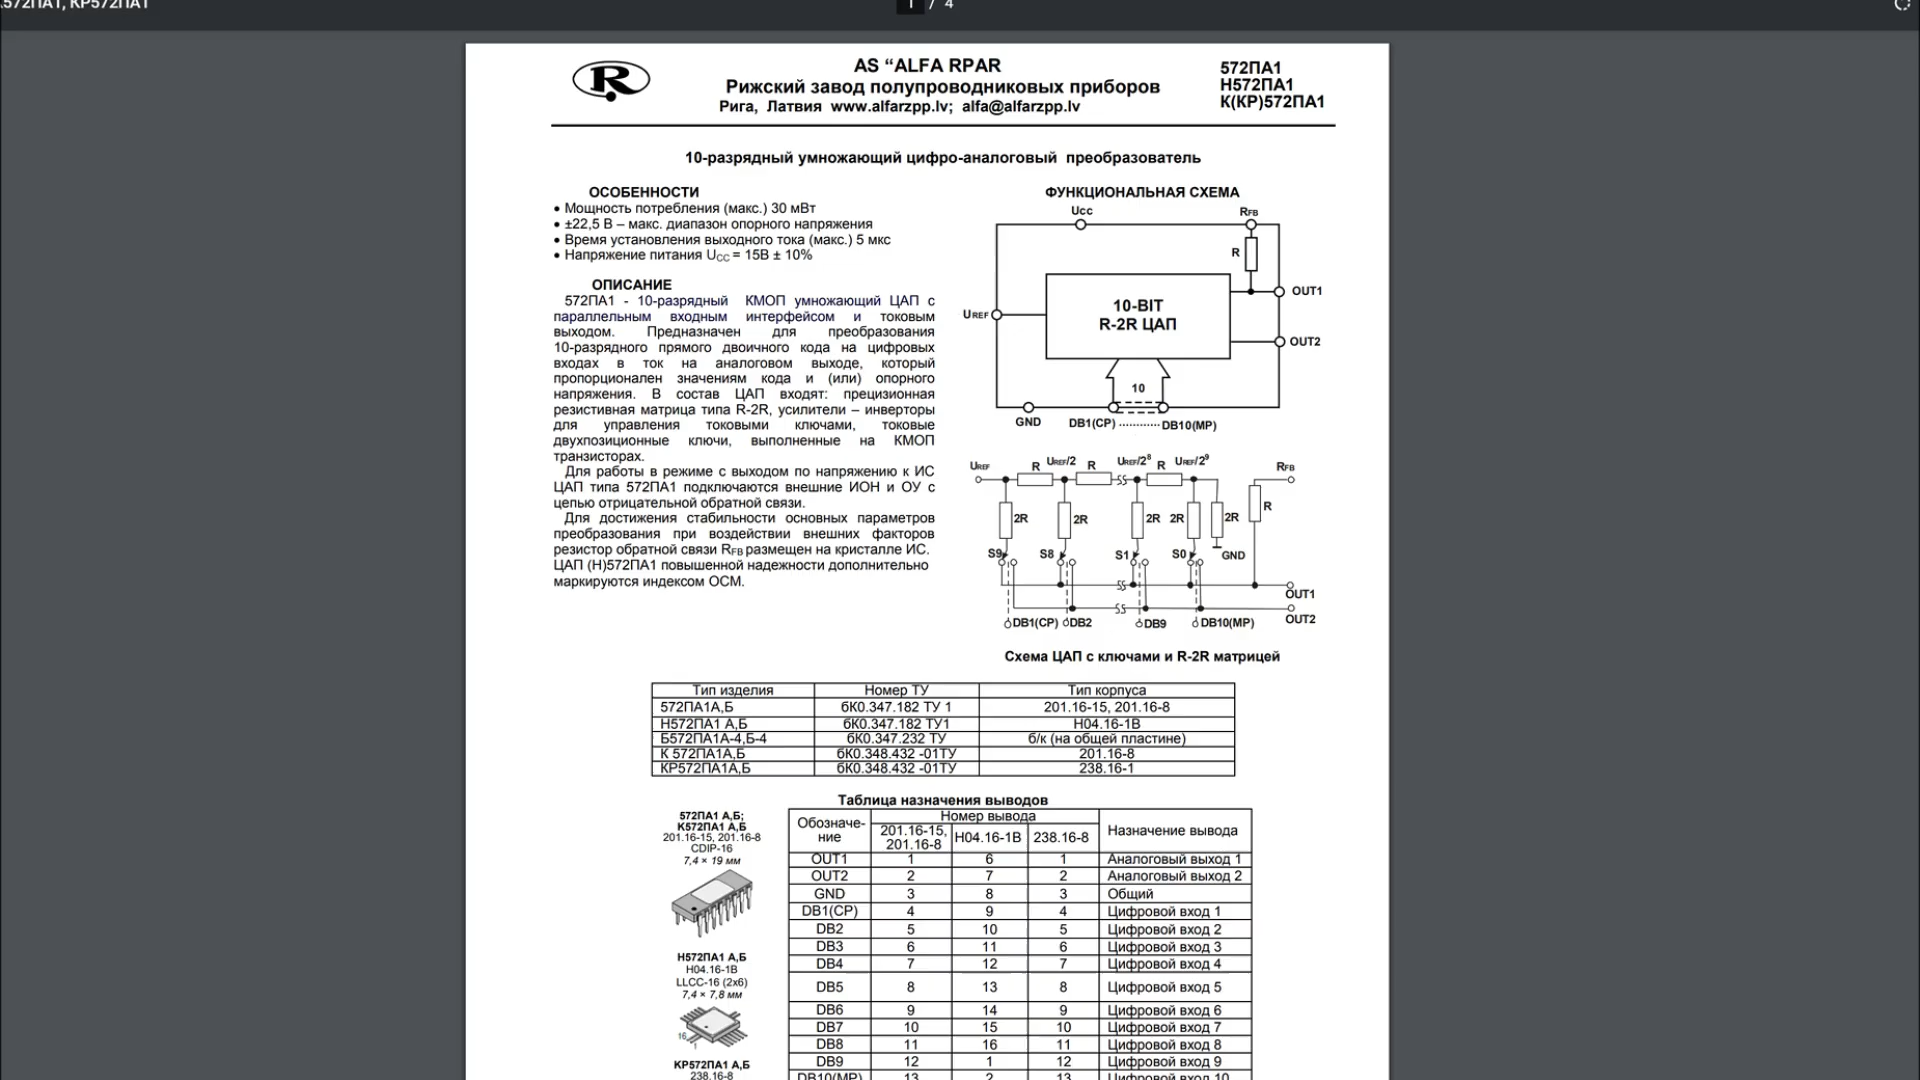 К572ПА1, КР572ПА1
1 / 4
R
AS “ALFA RPAR
Рижский завод полупроводниковых приборов
Рига, Латвия www.alfarzpp.lv; alfa@alfarzpp.lv
572ПА1
Н572ПА1
К(КР)572ПА1
10-разрядный умножающий цифро-аналоговый преобразователь
ОСОБЕННОСТИ
• Мощность потребления (макс.) 30 мВт
• ±22,5 В – макс. диапазон опорного напряжения
• Время установления выходного тока (макс.) 5 мкс
• Напряжение питания UCC = 15В ± 10%
ОПИСАНИЕ
572ПА1 - 10-разрядный КМОП умножающий ЦАП с
параллельным входным интерфейсом и токовым
выходом. Предназначен для преобразования
10-разрядного прямого двоичного кода на цифровых
входах в ток на аналоговом выходе, который
пропорционален значениям кода и (или) опорного
напряжения. В состав ЦАП входят: прецизионная
резистивная матрица типа R-2R, усилители – инверторы
для управления токовыми ключами, токовые
двухпозиционные ключи, выполненные на КМОП
транзисторах.
Для работы в режиме с выходом по напряжению к ИС
ЦАП типа 572ПА1 подключаются внешние ИОН и ОУ с
цепью отрицательной обратной связи.
Для достижения стабильности основных параметров
преобразования при воздействии внешних факторов
резистор обратной связи RFB размещен на кристалле ИС.
ЦАП (Н)572ПА1 повышенной надежности дополнительно
маркируются индексом ОСМ.
ФУНКЦИОНАЛЬНАЯ СХЕМА
Ucc RFB
R
OUT1
10-BIT
R-2R ЦАП
UREF
OUT2
10
GND DB1(СР) ........... DB10(МР)
UREF R UREF/2 R UREF/2⁸ R UREF/2⁹ RFB
2R 2R 2R 2R 2R R
S9 S8 S1 S0 GND
OUT1
OUT2
DB1(СР) DB2 DB9 DB10(МР)
Схема ЦАП с ключами и R-2R матрицей
Тип изделия Номер ТУ Тип корпуса
572ПА1А,Б бК0.347.182 ТУ 1 201.16-15, 201.16-8
Н572ПА1 А,Б бК0.347.182 ТУ1 Н04.16-1В
Б572ПА1А-4,Б-4 бК0.347.232 ТУ б/к (на общей пластине)
К 572ПА1А,Б бК0.348.432 -01ТУ 201.16-8
КР572ПА1А,Б бК0.348.432 -01ТУ 238.16-1
Таблица назначения выводов
572ПА1 А,Б;
К572ПА1 А,Б
201.16-15, 201.16-8
CDIP-16
7,4 × 19 мм
Н572ПА1 А,Б
Н04.16-1В
LLCC-16 (2х6)
7,4 × 7,8 мм
16
1
КР572ПА1 А,Б
238.16-8
Обозначе-
ние
Номер вывода
201.16-15,
201.16-8
Н04.16-1В 238.16-8
Назначение вывода
OUT1 1 6 1 Аналоговый выход 1
OUT2 2 7 2 Аналоговый выход 2
GND 3 8 3 Общий
DB1(СР) 4 9 4 Цифровой вход 1
DB2 5 10 5 Цифровой вход 2
DB3 6 11 6 Цифровой вход 3
DB4 7 12 7 Цифровой вход 4
DB5 8 13 8 Цифровой вход 5
DB6 9 14 9 Цифровой вход 6
DB7 10 15 10 Цифровой вход 7
DB8 11 16 11 Цифровой вход 8
DB9 12 1 12 Цифровой вход 9
DB10(МР) 13 2 13 Цифровой вход 10